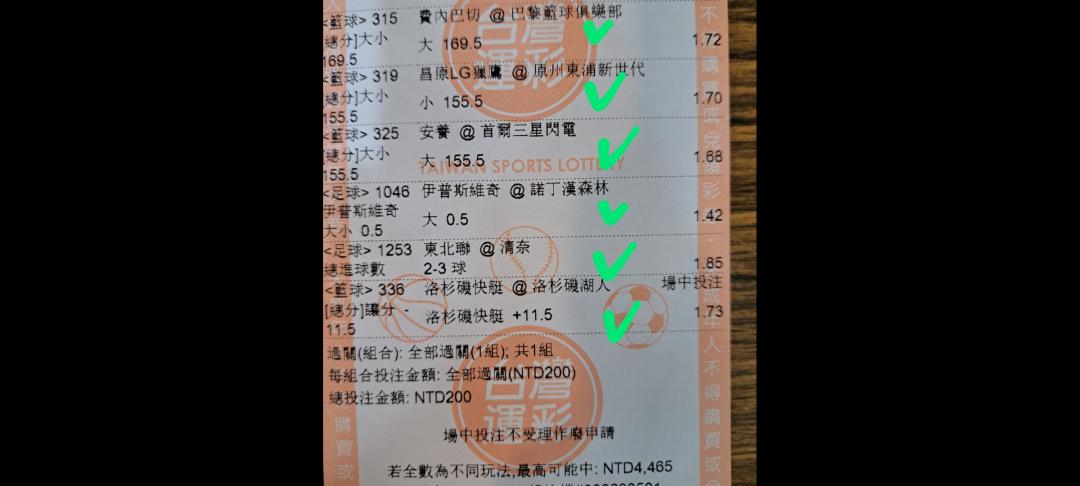 <籃球> 315 費內巴切 @ 巴黎籃球俱樂部
[總分]大小 大 169.5 1.72
169.5
<籃球> 319 昌原LG獵鷹 @ 原州東浦新世代
[總分]大小 小 155.5 1.70
155.5
<籃球> 325 安養 @ 首爾三星閃電
[總分]大小 大 155.5 1.68
155.5
TAIWAN SPORTS LOTTERY
<足球> 1046 伊普斯維奇 @ 諾丁漢森林
伊普斯維奇 大 0.5 1.42
大小 0.5
<足球> 1253 東北聯 @ 清奈
總進球數 2-3 球 1.85
<籃球> 336 洛杉磯快艇 @ 洛杉磯湖人 場中投注
[總分]讓分 - 洛杉磯快艇 +11.5 1.73
11.5
過關(組合): 全部過關(1組); 共1組
每組合投注金額: 全部過關(NTD200)
總投注金額: NTD200
台灣運彩
場中投注不受理作廢申請
若全數為不同玩法,最高可能中: NTD4,465